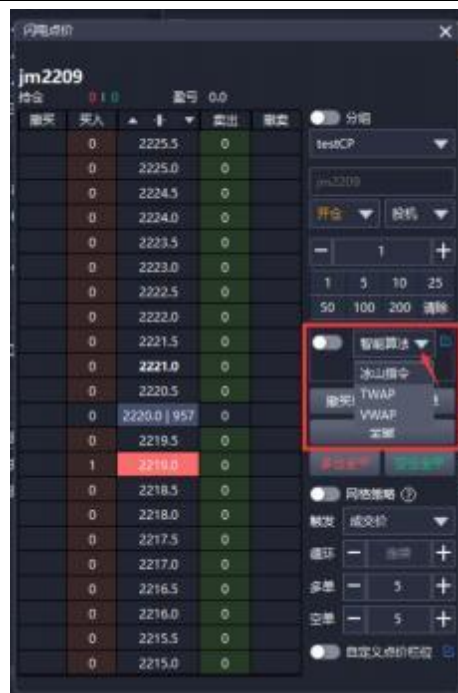 闪电点价
jm2209
持仓 0 | 0 盈亏 0.0
撤买 买入 卖出 撤卖
0 2225.5 0
0 2225.0 0
0 2224.5 0
0 2224.0 0
0 2223.5 0
0 2223.0 0
0 2222.5 0
0 2222.0 0
0 2221.5 0
0 2221.0 0
0 2220.5 0
0 2220.0 | 957 0
0 2219.5 0
1 2219.0 0
0 2218.5 0
0 2218.0 0
0 2217.5 0
0 2217.0 0
0 2216.5 0
0 2216.0 0
0 2215.5 0
0 2215.0 0
分组
testCP
jm2209
开仓 投机
1
1 5 10 25
50 100 200 清除
智能算法
冰山指令
TWAP
VWAP
撤买
全撤
网格策略
触发 成交价
循环
多单 5
空单 5
自定义点价栏位